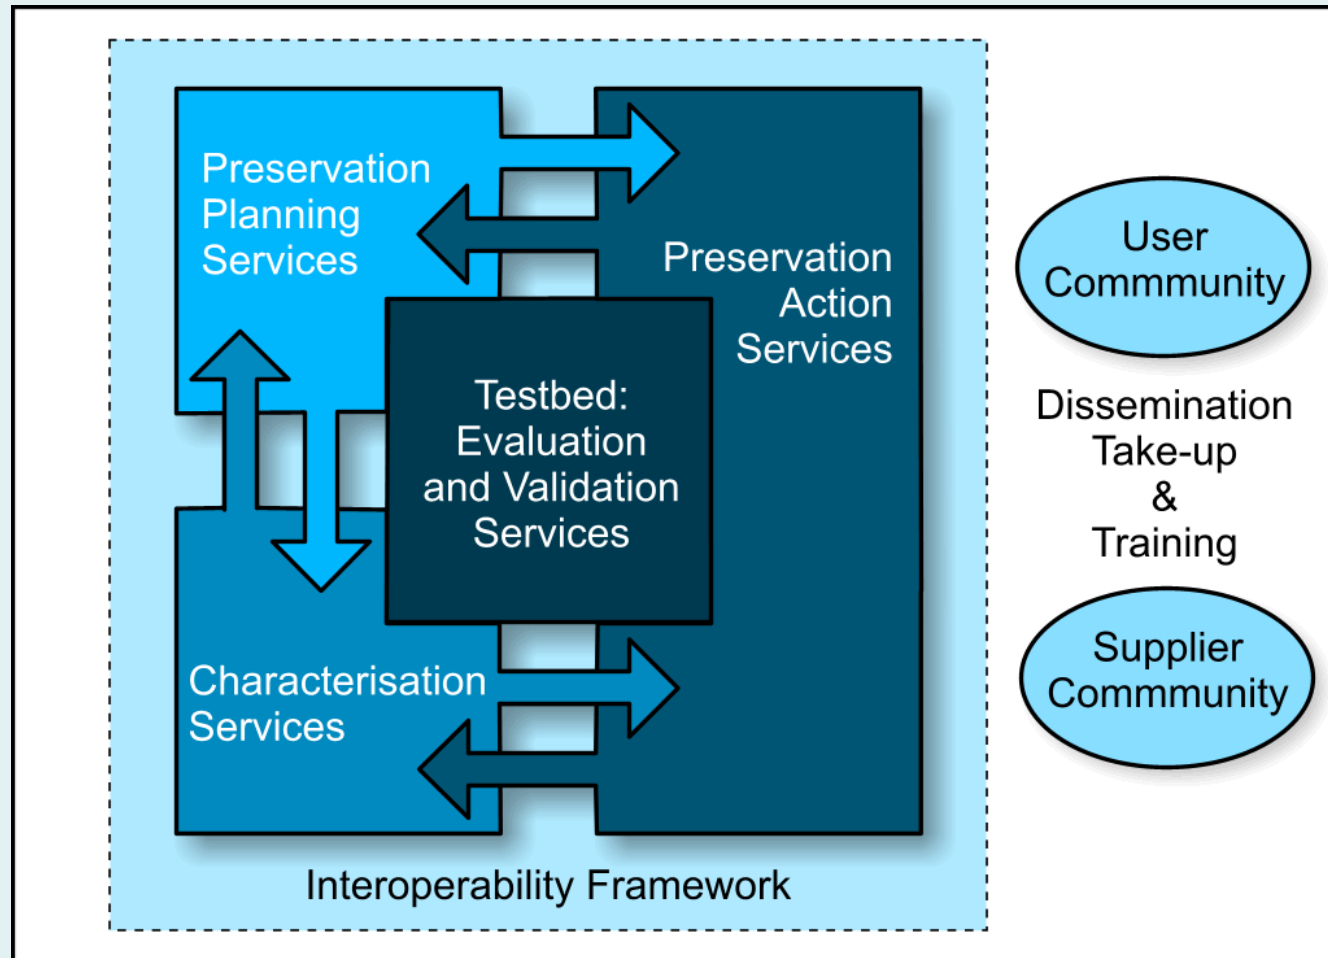 Preservation
Planning
Services
Preservation
Action
Services
Testbed:
Evaluation
and Validation
Services
Characterisation
Services
Interoperability Framework
User
Commmunity
Dissemination
Take-up
&
Training
Supplier
Commmunity